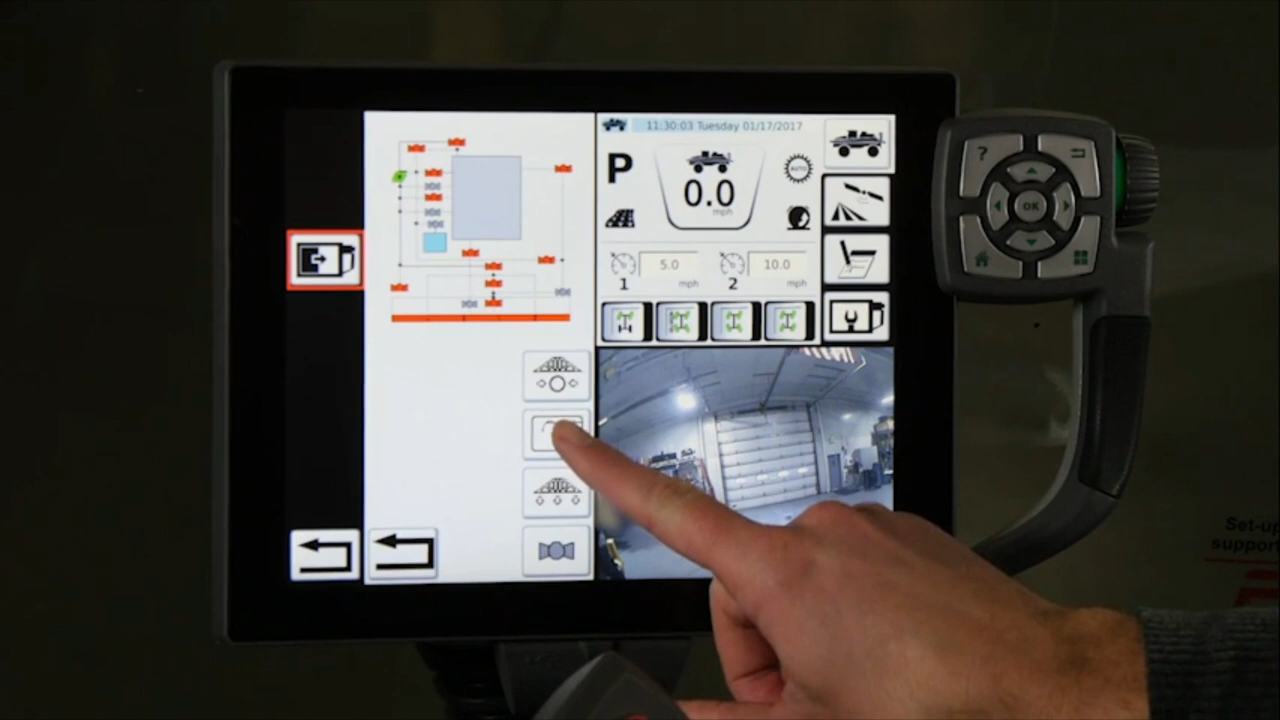 11:30:03 Tuesday 01/17/2017
P
AUTO
0.0
mph
5.0
10.0
1
mph
2
mph
?
OK
Set-up
support